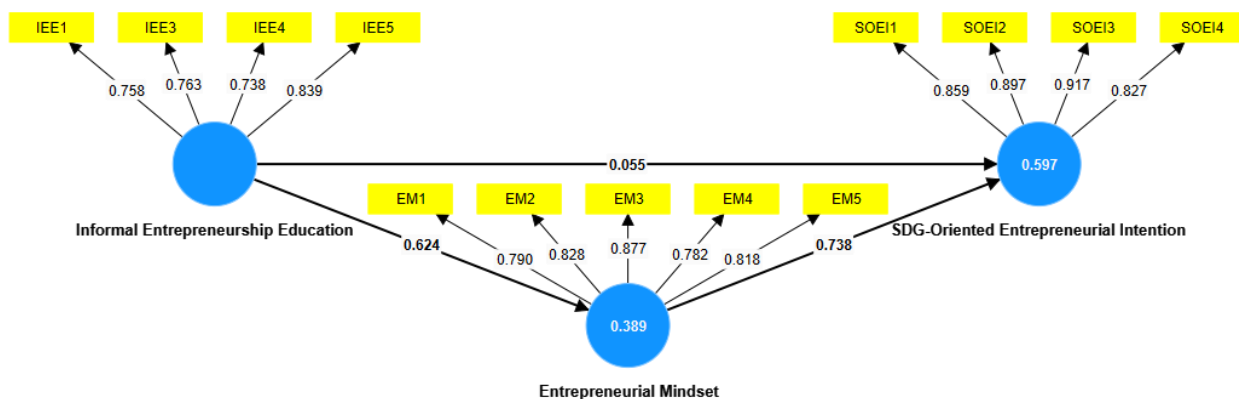 IEE1 IEE3 IEE4 IEE5 SOEI1 SOEI2 SOEI3 SOEI4
0.758 0.763 0.738 0.839 0.859 0.897 0.917 0.827
0.055 0.597
EM1 EM2 EM3 EM4 EM5
Informal Entrepreneurship Education SDG-Oriented Entrepreneurial Intention
0.624 0.790 0.828 0.877 0.782 0.818 0.738
0.389
Entrepreneurial Mindset